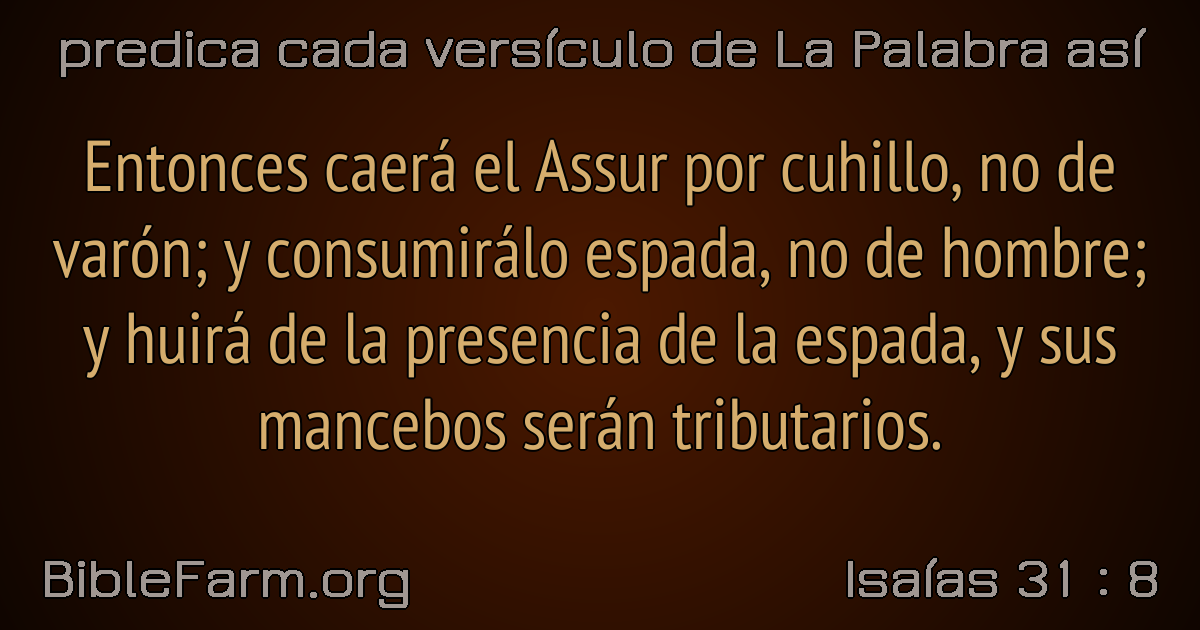 predica cada versículo de La Palabra así
Entonces caerá el Assur por cuhillo, no de
varón; y consumirálo espada, no de hombre;
y huirá de la presencia de la espada, y sus
mancebos serán tributarios.
BibleFarm.org
Isaías 31 : 8